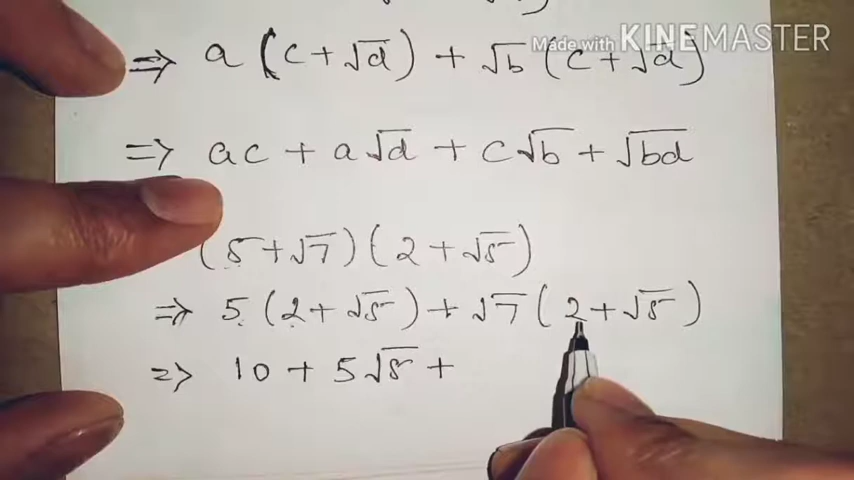 Made with KINEMASTER
⇒ a (c + √d) + √b (c + √d)
⇒ ac + a√d + c√b + √bd
(5 + √7) (2 + √5)
⇒ 5 (2 + √5) + √7 (2 + √5)
⇒ 10 + 5√5 +